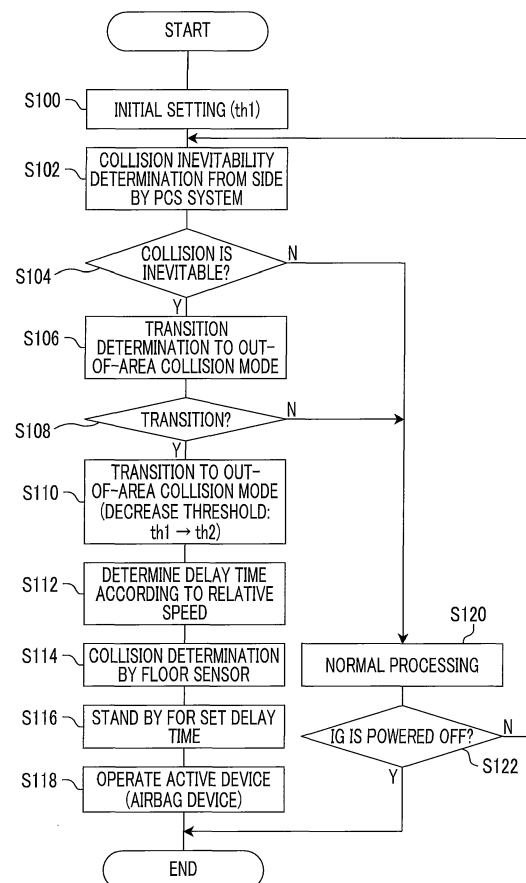 START
S100
INITIAL SETTING (th1)
S102
COLLISION INEVITABILITY
DETERMINATION FROM SIDE
BY PCS SYSTEM
S104
COLLISION IS
INEVITABLE?
N
Y
S106
TRANSITION
DETERMINATION TO OUT-
OF-AREA COLLISION MODE
S108
TRANSITION?
N
Y
S110
TRANSITION TO OUT-
OF-AREA COLLISION MODE
(DECREASE THRESHOLD:
th1 → th2)
S112
DETERMINE DELAY TIME
ACCORDING TO RELATIVE
SPEED
S114
COLLISION DETERMINATION
BY FLOOR SENSOR
S116
STAND BY FOR SET DELAY
TIME
S118
OPERATE ACTIVE DEVICE
(AIRBAG DEVICE)
S120
NORMAL PROCESSING
IG IS POWERED OFF?
N
S122
Y
END